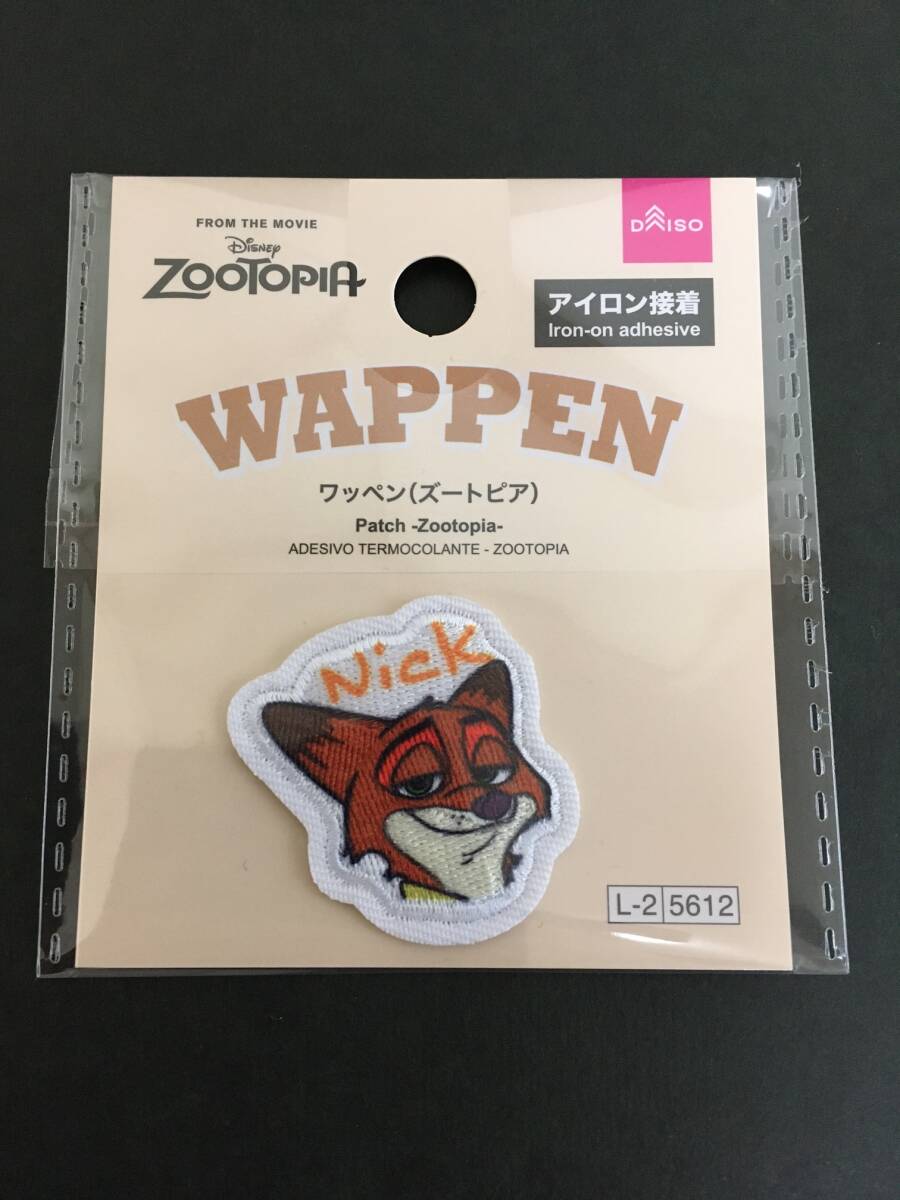 FROM THE MOVIE
Disney
ZOOTOPIA
DAISO
アイロン接着
Iron-on adhesive
WAPPEN
ワッペン(ズートピア)
Patch -Zootopia-
ADESIVO TERMOCOLANTE - ZOOTOPIA
Nick
L-2 5612